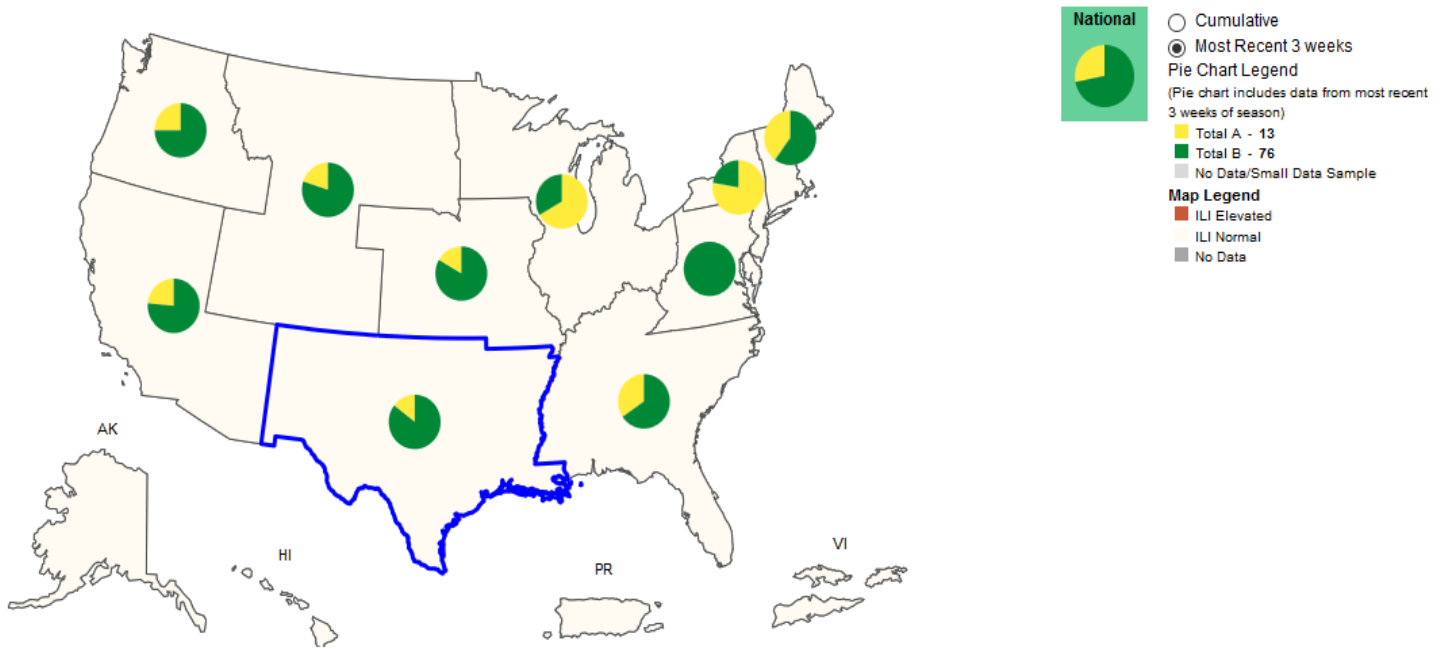 National
Cumulative
Most Recent 3 weeks
Pie Chart Legend
(Pie chart includes data from most recent
3 weeks of season)
Total A - 13
Total B - 76
No Data/Small Data Sample
Map Legend
ILI Elevated
ILI Normal
No Data
AK
HI
PR
VI